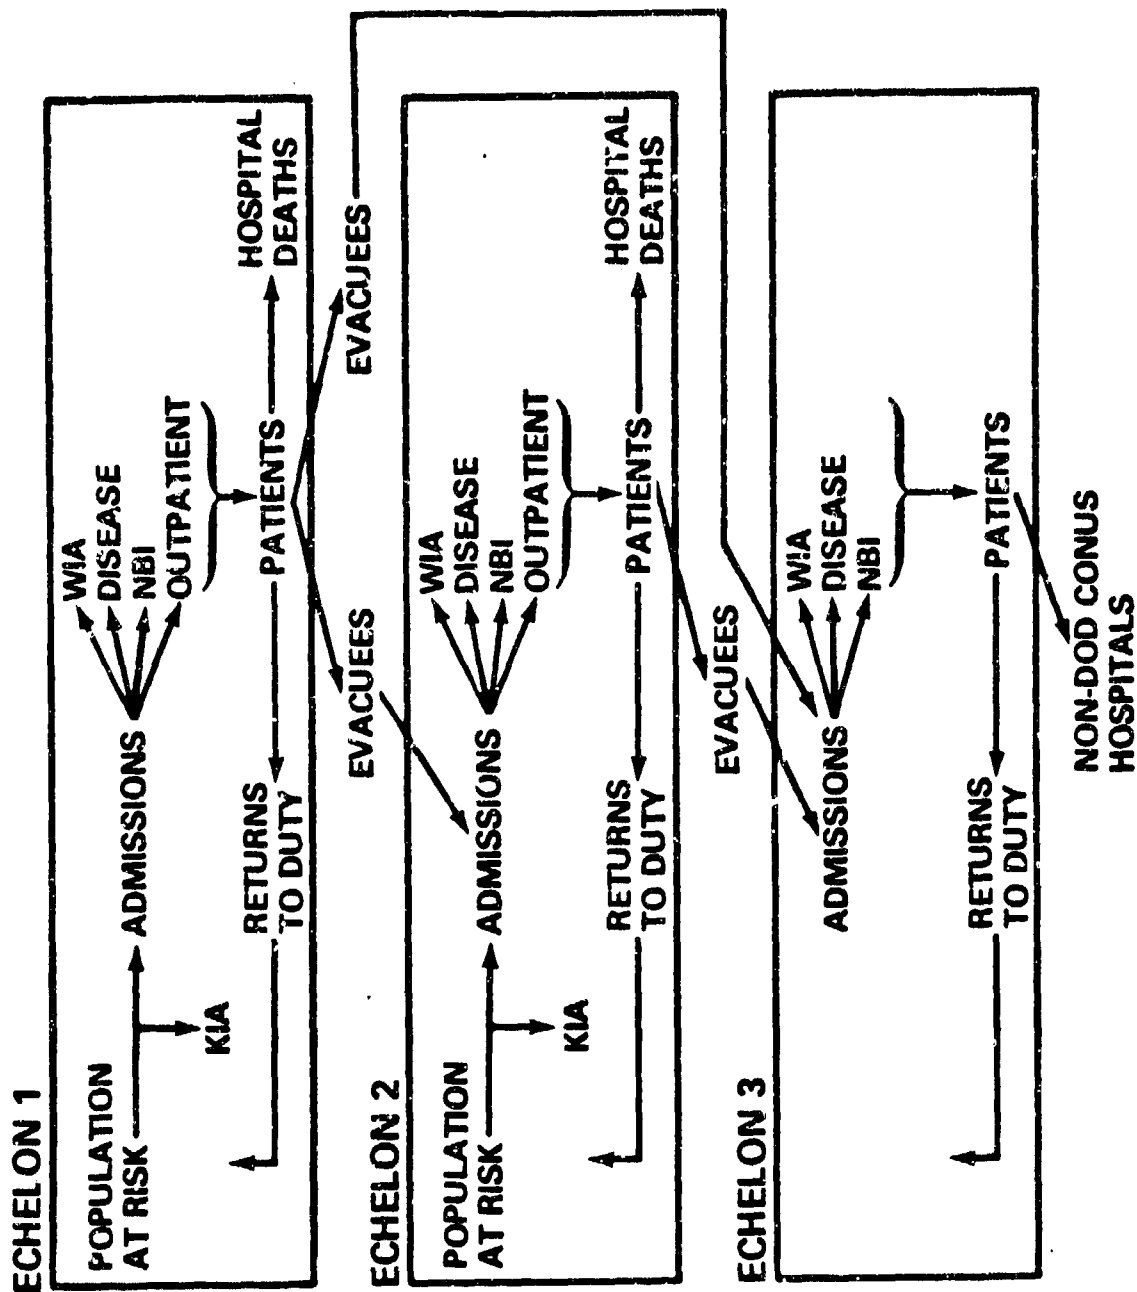 ECHELON 1
POPULATION
AT RISK
KIA
ADMISSIONS
WIA
DISEASE
NBI
OUTPATIENT
PATIENTS
HOSPITAL
DEATHS
RETURNS
TO DUTY
EVACUEES
EVACUEES
ECHELON 2
POPULATION
AT RISK
KIA
ADMISSIONS
WIA
DISEASE
NBI
OUTPATIENT
PATIENTS
HOSPITAL
DEATHS
RETURNS
TO DUTY
EVACUEES
ECHELON 3
ADMISSIONS
WIA
DISEASE
NBI
PATIENTS
RETURNS
TO DUTY
NON-DOD CONUS
HOSPITALS